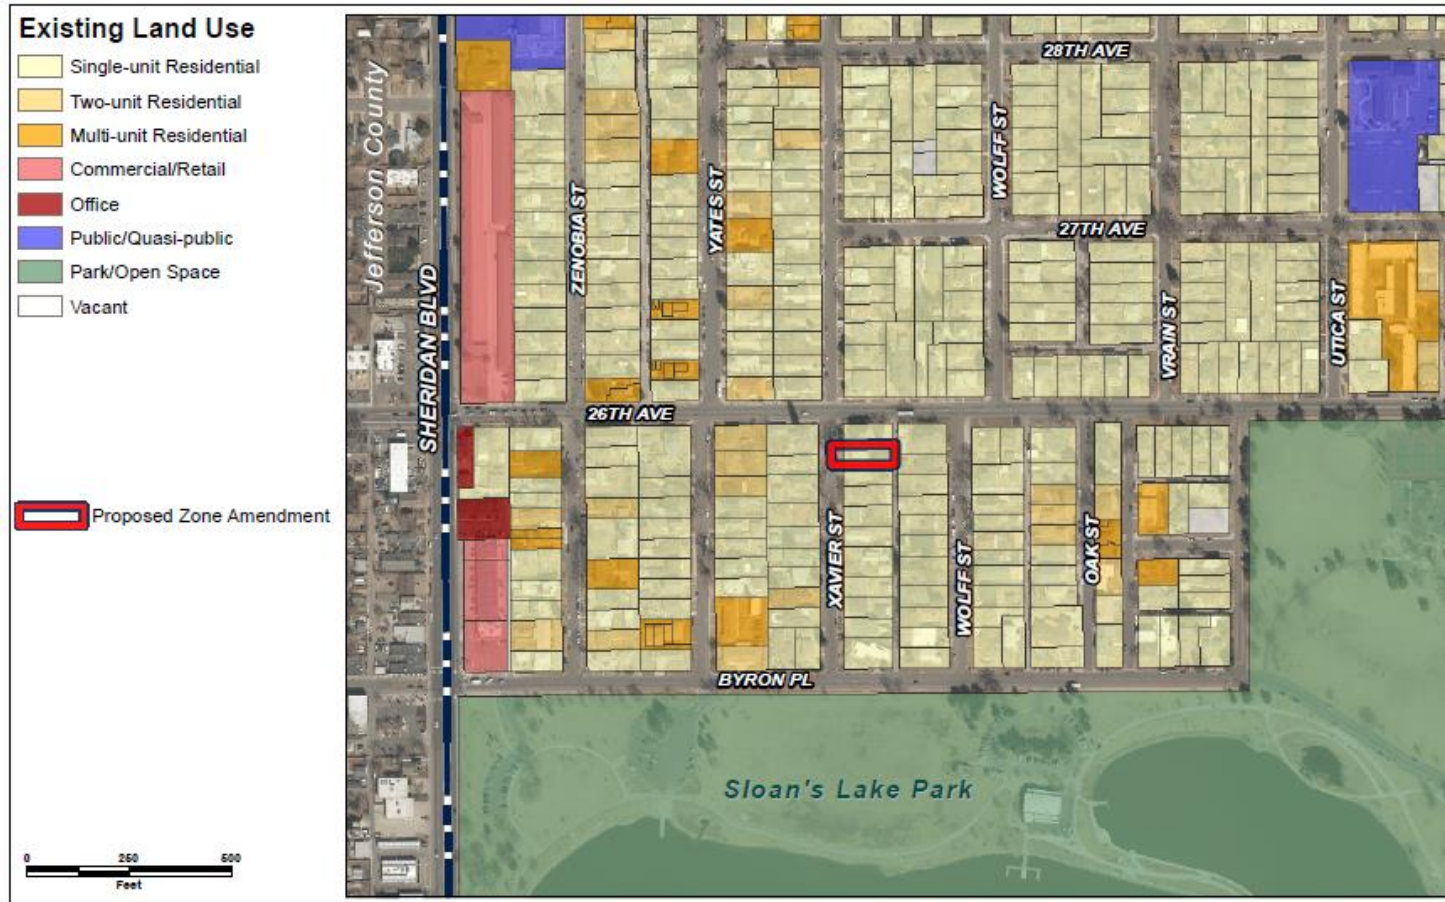 Existing Land Use
Single-unit Residential
Two-unit Residential
Multi-unit Residential
Commercial/Retail
Office
Public/Quasi-public
Park/Open Space
Vacant
Proposed Zone Amendment
0 250 500
Feet
Jefferson County
SHERIDAN BLVD
ZENOBIA ST
YATES ST
28TH AVE
WOLFF ST
27TH AVE
VRAIN ST
UTICA ST
26TH AVE
XAVIER ST
WOLFF ST
OAK ST
BYRON PL
Sloan's Lake Park